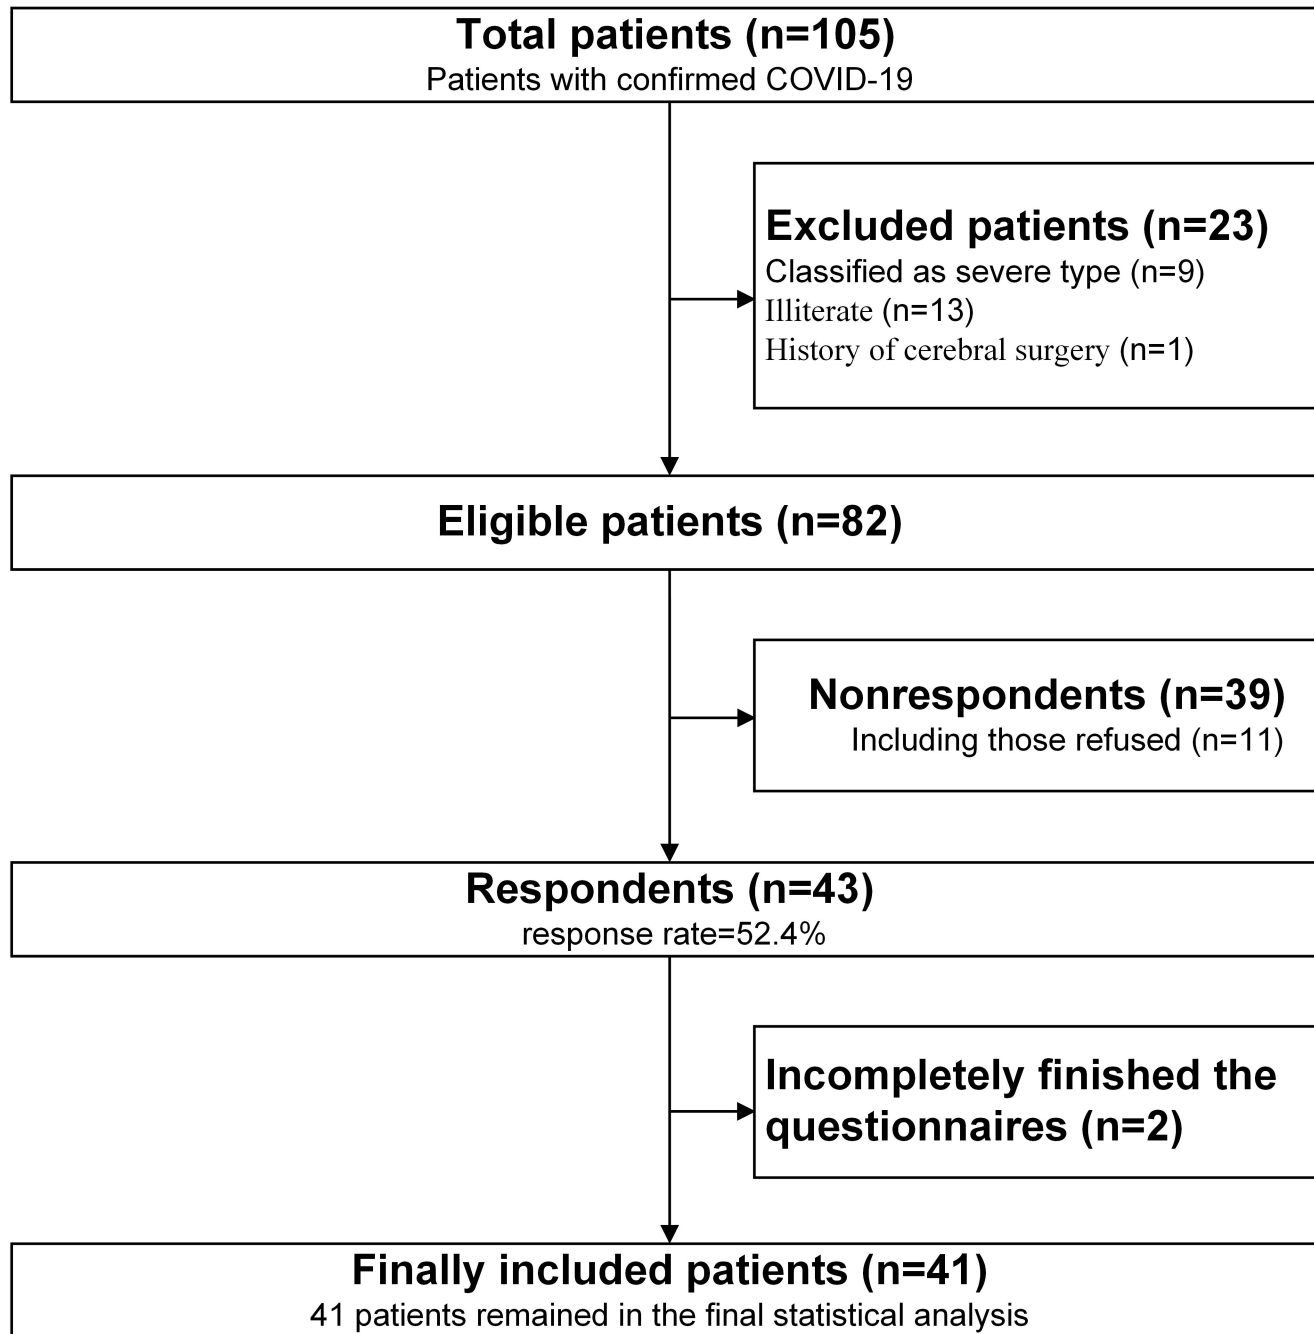 Total patients (n=105)
Patients with confirmed COVID-19
Excluded patients (n=23)
Classified as severe type (n=9)
Illiterate (n=13)
History of cerebral surgery (n=1)
Eligible patients (n=82)
Nonrespondents (n=39)
Including those refused (n=11)
Respondents (n=43)
response rate=52.4%
Incompletely finished the
questionnaires (n=2)
Finally included patients (n=41)
41 patients remained in the final statistical analysis